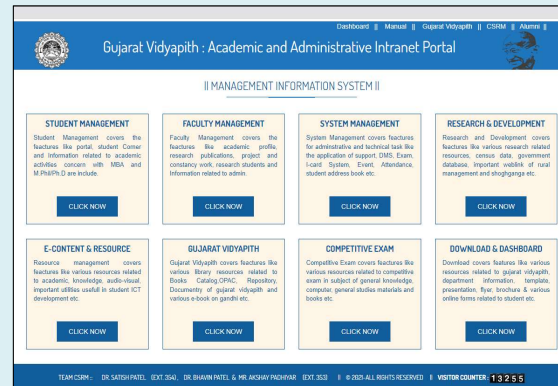 Dashboard || Manual || Gujarat Vidyapith || CSRM || Alumni ||
Gujarat Vidyapith : Academic and Administrative Intranet Portal
|| MANAGEMENT INFORMATION SYSTEM ||
STUDENT MANAGEMENT
Student Management covers the
feactures like portal, student Corner
and Information related to academic
activities concern with MBA and
M.Phil/Ph.D are include.
CLICK NOW
FACULTY MANAGEMENT
Faculty Management covers the
features like academic profile,
research publications, project and
constancy work, research students and
Information related to admin.
CLICK NOW
SYSTEM MANAGEMENT
System Management covers feactures
for adminstrative and technical task like
the application of support, DMS, Exam,
I-card System, Event, Attendance,
student address book etc.
CLICK NOW
RESEARCH & DEVELOPMENT
Research and Development covers
feactures like various research related
resources, census data, government
database, important weblink of rural
management and shoghganga etc.
CLICK NOW
E-CONTENT & RESOURCE
Resource management covers
feactures like various resources related
to academic, knowledge, audio-visual,
important utilities usefull in student ICT
development etc.
CLICK NOW
GUJARAT VIDYAPITH
Gujarat Vidyapith covers feactures like
various library resources related to
Books Catalog,OPAC, Repository,
Documentry of gujarat vidyapith and
various e-book on gandhi etc.
CLICK NOW
COMPETITIVE EXAM
Competitive Exam covers feactures like
various resources related to competitive
exam in subject of general knowledge,
computer, general studies materials and
books etc.
CLICK NOW
DOWNLOAD & DASHBOARD
Download covers features like various
resources related to gujarat vidyapith,
department information, template,
presentation, flyer, brochure & various
online forms related to student etc.
CLICK NOW
TEAM CSRM :: DR. SATISH PATEL (EXT. 354), DR. BHAVIN PATEL & MR. AKSHAY PADHIYAR (EXT. 353) || © 2021-ALL RIGHTS RESERVED || VISITOR COUNTER : 13255